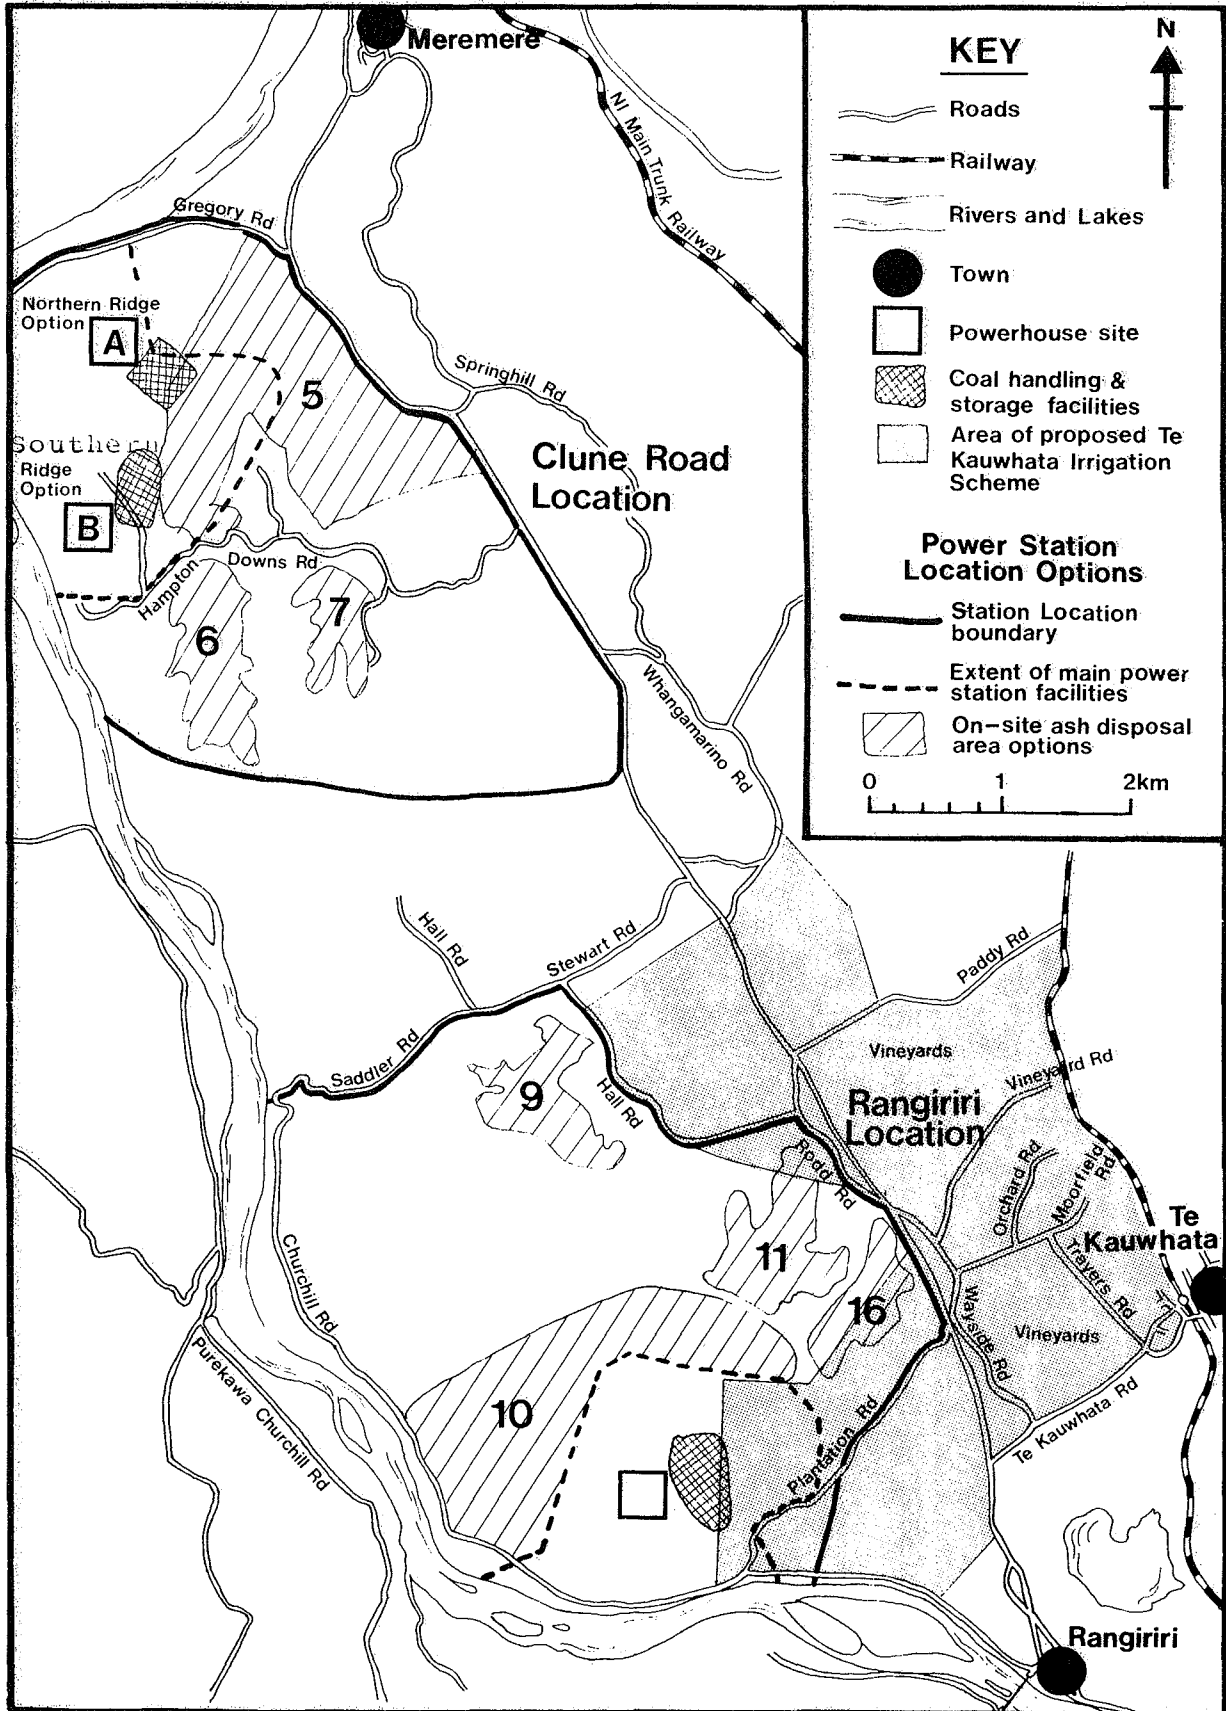 Meremere
NI Main Trunk Railway
Gregory Rd
Northern Ridge
Option
A
5
Springhill Rd
Southern
Ridge
Option
B
Clune Road
Location
Downs Rd
Hampton
7
6
Whangamarino Rd
Hall Rd
Stewart Rd
Paddy Rd
Saddler Rd
Vineyards
Vineyard Rd
9
Hall Rd
Rangiriri
Location
Rodd Rd
Orchard Rd
Moorfield
Rd
Te
Kauwhata
Trayers Rd
11
16
Churchill Rd
Wayside Rd
Vineyards
Purekawa Churchill Rd
10
Plantation Rd
Te Kauwhata Rd
Rangiriri
KEY
N
Roads
Railway
Rivers and Lakes
Town
Powerhouse site
Coal handling &
storage facilities
Area of proposed Te
Kauwhata Irrigation
Scheme
Power Station
Location Options
Station Location
boundary
Extent of main power
station facilities
On-site ash disposal
area options
0 1 2km